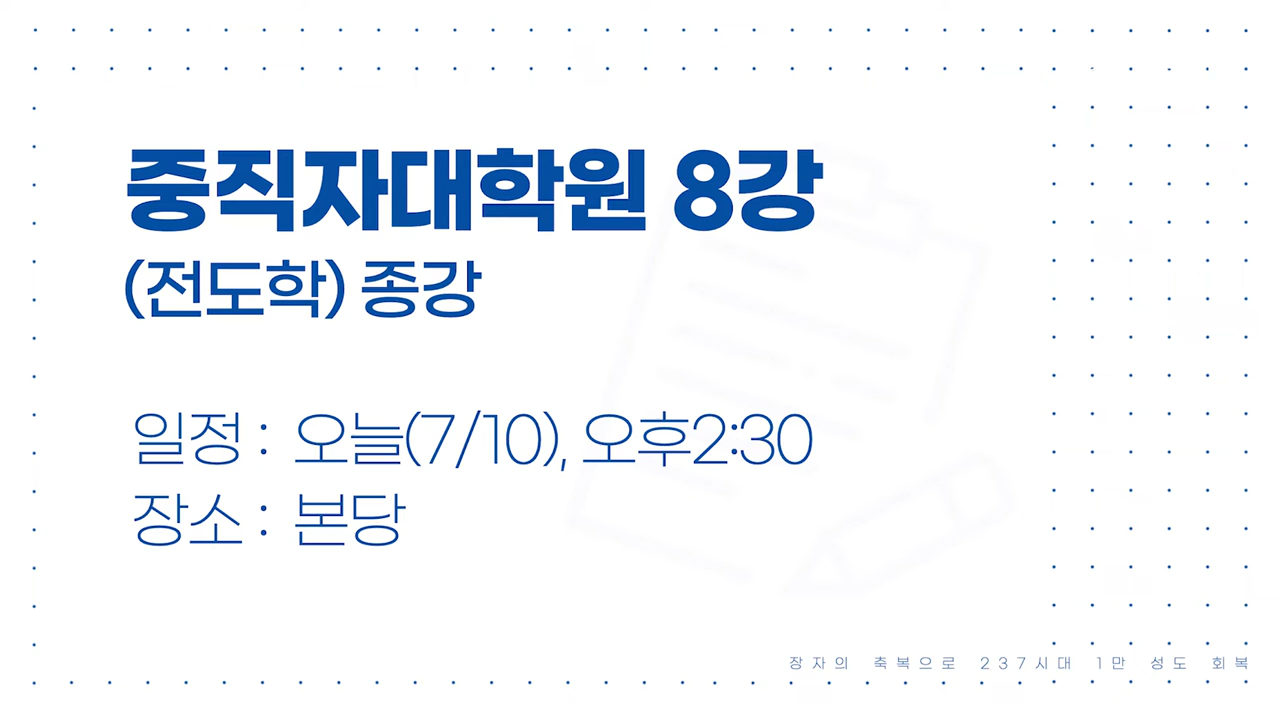 중직자대학원 8강
(전도학) 종강
일정 : 오늘(7/10), 오후2:30
장소 : 본당
장자의 축복으로 237시대 1만 성도 회복